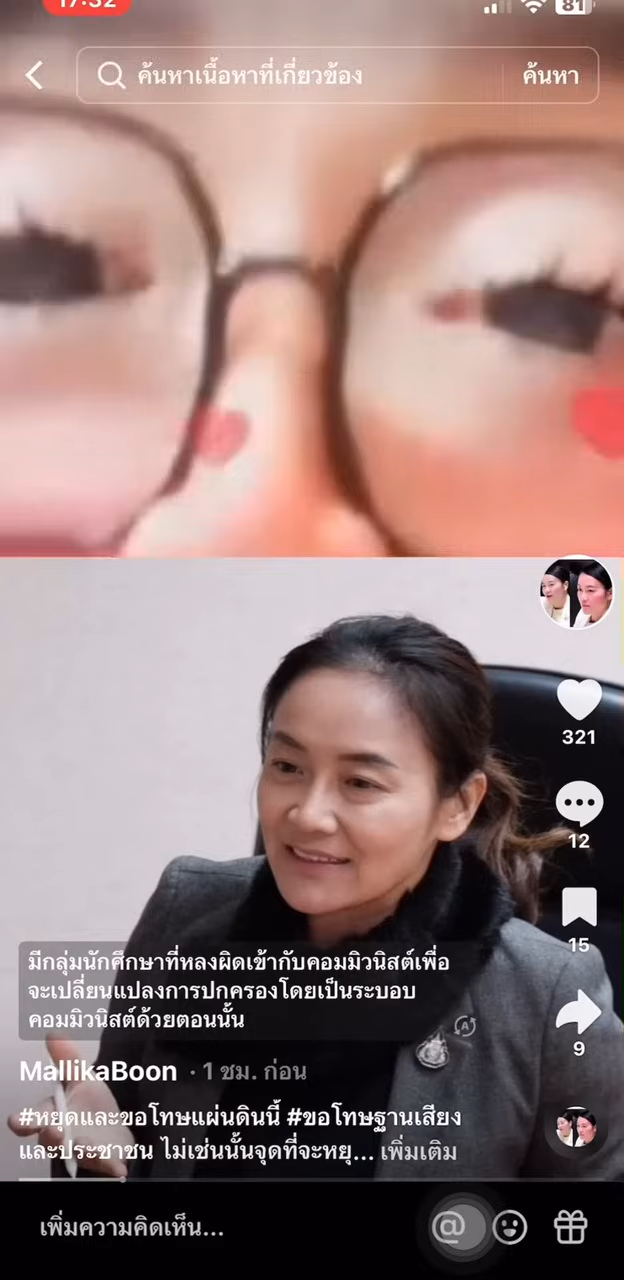 17:32
81
ค้นหาเนื้อหาที่เกี่ยวข้อง
ค้นหา
321
12
15
9
มีกลุ่มนักศึกษาที่หลงผิดเข้ากับคอมมิวนิสต์เพื่อ
จะเปลี่ยนแปลงการปกครองโดยเป็นระบอบ
คอมมิวนิสต์ด้วยตอนนั้น
MallikaBoon · 1 ชม. ก่อน
#หยุดและขอโทษแผ่นดินนี้ #ขอโทษฐานเสียง
และประชาชน ไม่เช่นนั้นจุดที่จะหยุ... เพิ่มเติม
เพิ่มความคิดเห็น...